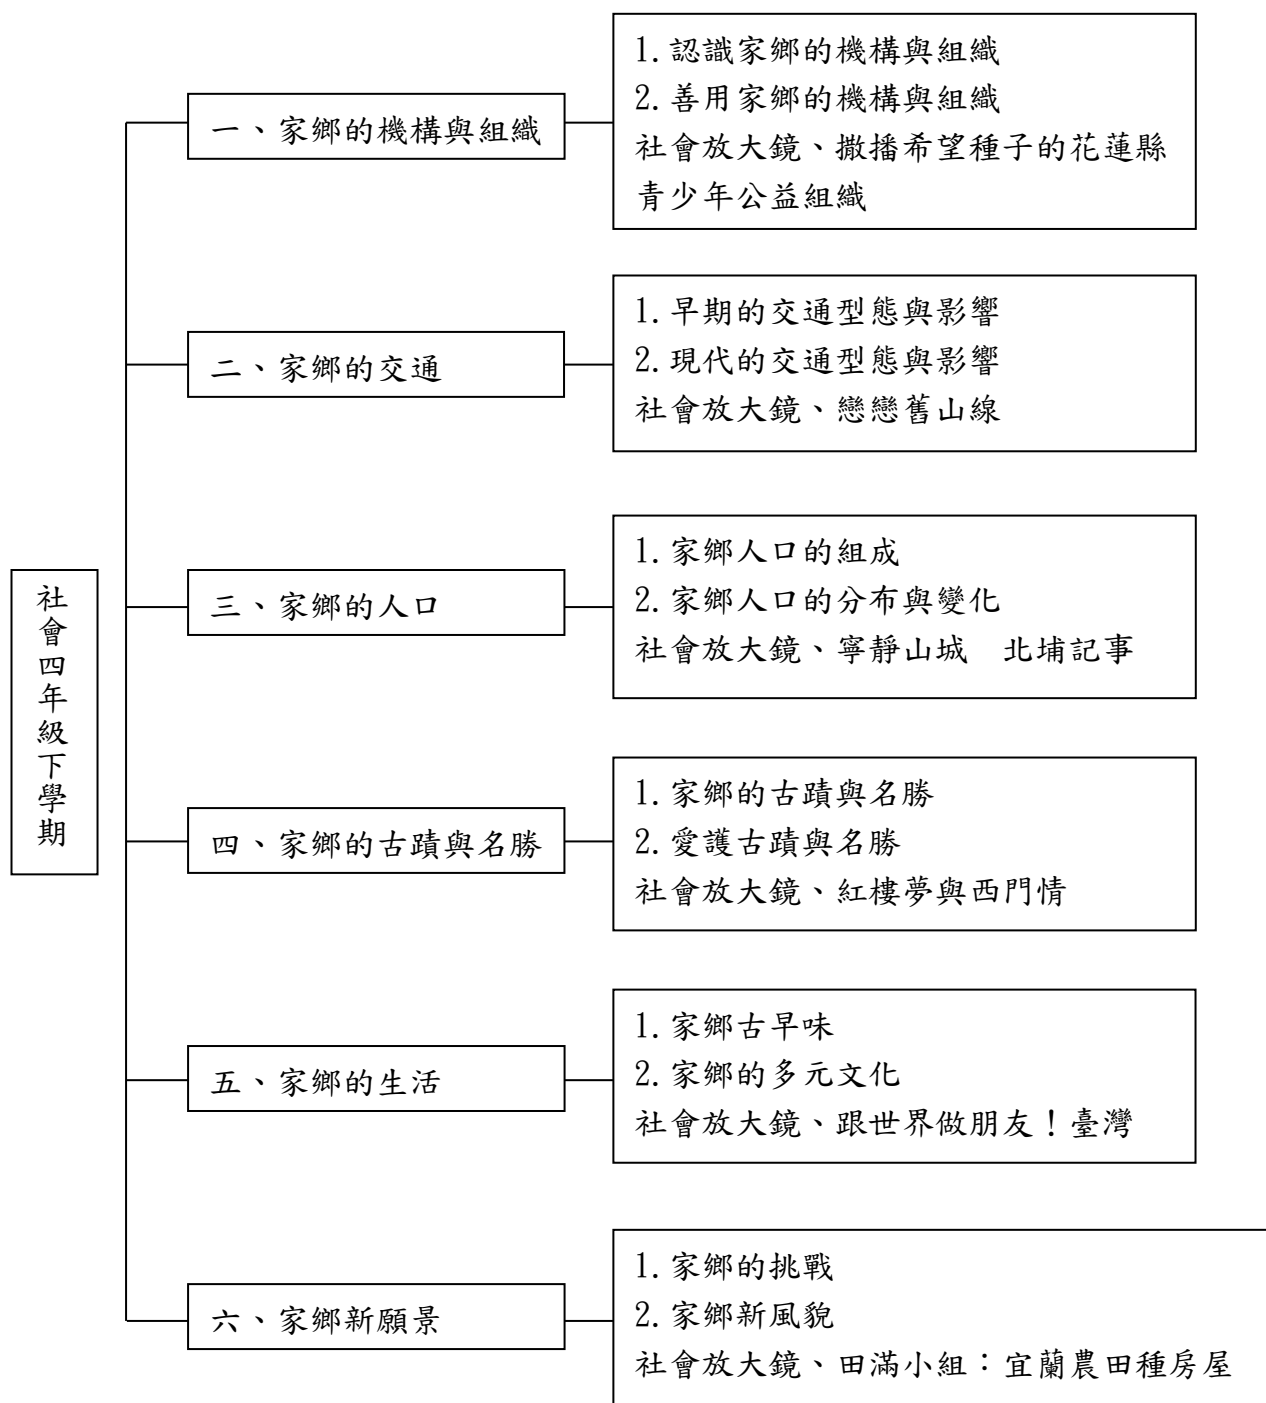 社會四年級下學期
一、家鄉的機構與組織
1.認識家鄉的機構與組織
2.善用家鄉的機構與組織
社會放大鏡、撒播希望種子的花蓮縣
青少年公益組織
二、家鄉的交通
1.早期的交通型態與影響
2.現代的交通型態與影響
社會放大鏡、戀戀舊山線
三、家鄉的人口
1.家鄉人口的組成
2.家鄉人口的分布與變化
社會放大鏡、寧靜山城　北埔記事
四、家鄉的古蹟與名勝
1.家鄉的古蹟與名勝
2.愛護古蹟與名勝
社會放大鏡、紅樓夢與西門情
五、家鄉的生活
1.家鄉古早味
2.家鄉的多元文化
社會放大鏡、跟世界做朋友！臺灣
六、家鄉新願景
1.家鄉的挑戰
2.家鄉新風貌
社會放大鏡、田滿小組：宜蘭農田種房屋